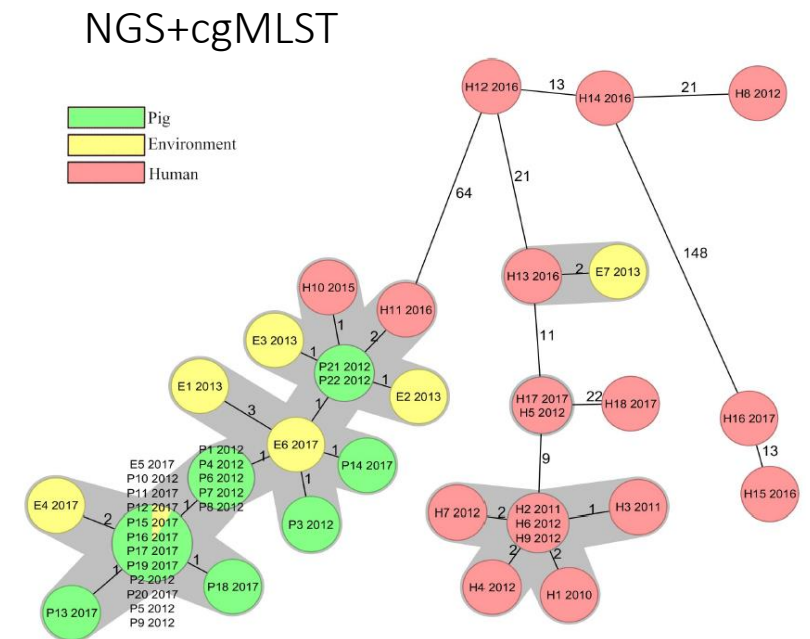 NGS+cgMLST
Pig
Environment
Human
H12 2016
13
H14 2016
21
H8 2012
64
21
148
H13 2016
2
E7 2013
H10 2015
H11 2016
1
2
E3 2013
1
P21 2012
P22 2012
1
E2 2013
11
E1 2013
3
1
H17 2017
H5 2012
22
H18 2017
H16 2017
13
H15 2016
E6 2017
1
P14 2017
1
P3 2012
9
P1 2012
P4 2012
P6 2012
P7 2012
P8 2012
1
1
E5 2017
P10 2012
P11 2017
P12 2017
P15 2017
P16 2017
P17 2017
P19 2017
P2 2012
P20 2017
P5 2012
P9 2012
E4 2017
2
1
P13 2017
1
P18 2017
H7 2012
2
H2 2011
H6 2012
H9 2012
1
H3 2011
2
2
H4 2012
H1 2010